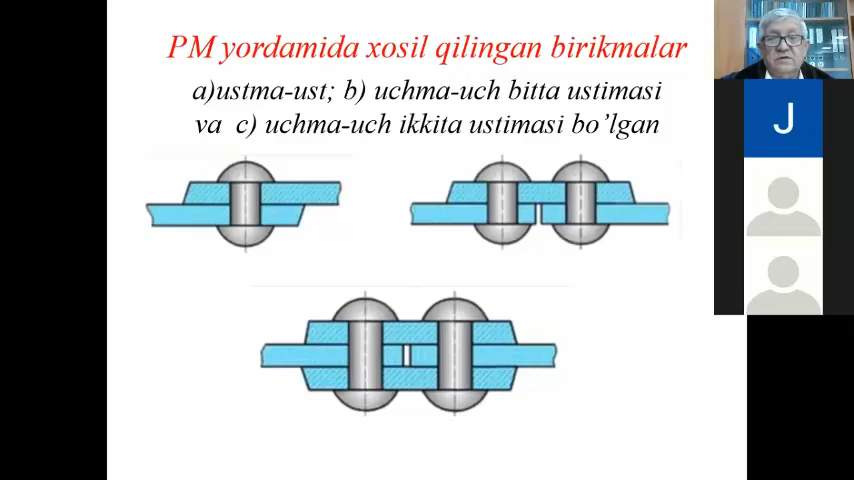 PM yordamida xosil qilingan birikmalar
a)ustma-ust; b) uchma-uch bitta ustimasi
va c) uchma-uch ikkita ustimasi bo’lgan
J